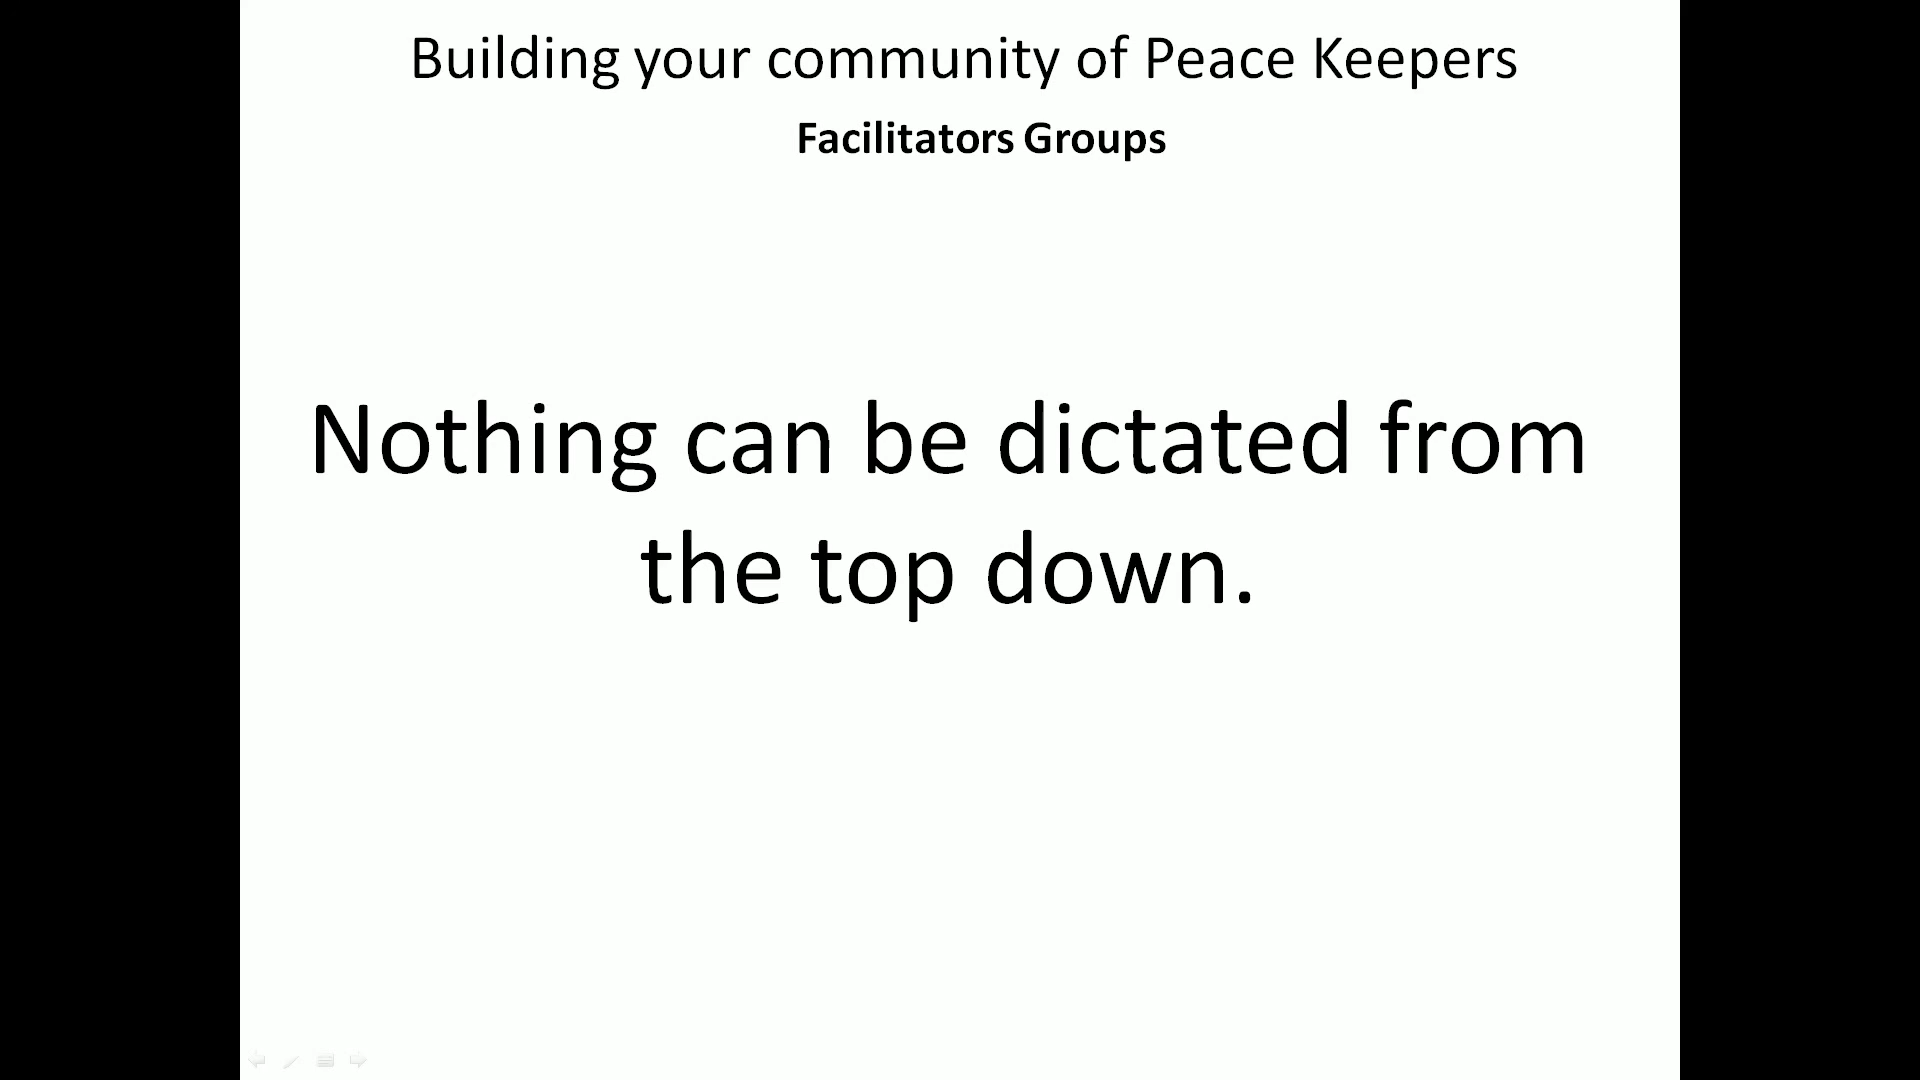 Building your community of Peace Keepers
Facilitators Groups
Nothing can be dictated from
the top down.